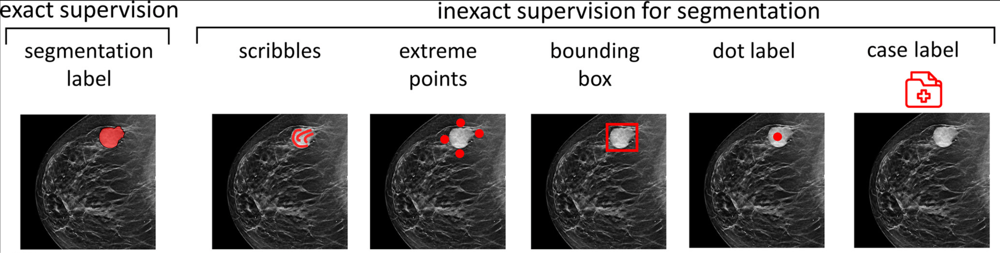 exact supervision
inexact supervision for segmentation
segmentation
label
scribbles
extreme
points
bounding
box
dot label
case label